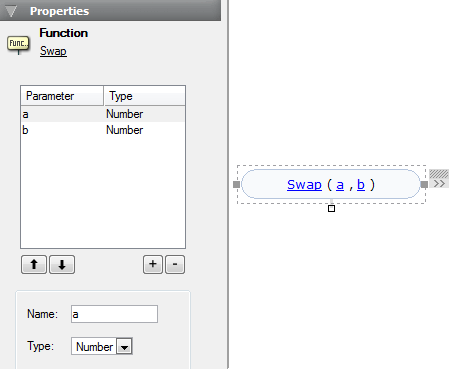 Properties
FUNC.
Function
Swap
Parameter Type
a Number
b Number
+ -
Name: a
Type: Number
Swap ( a , b )
>>